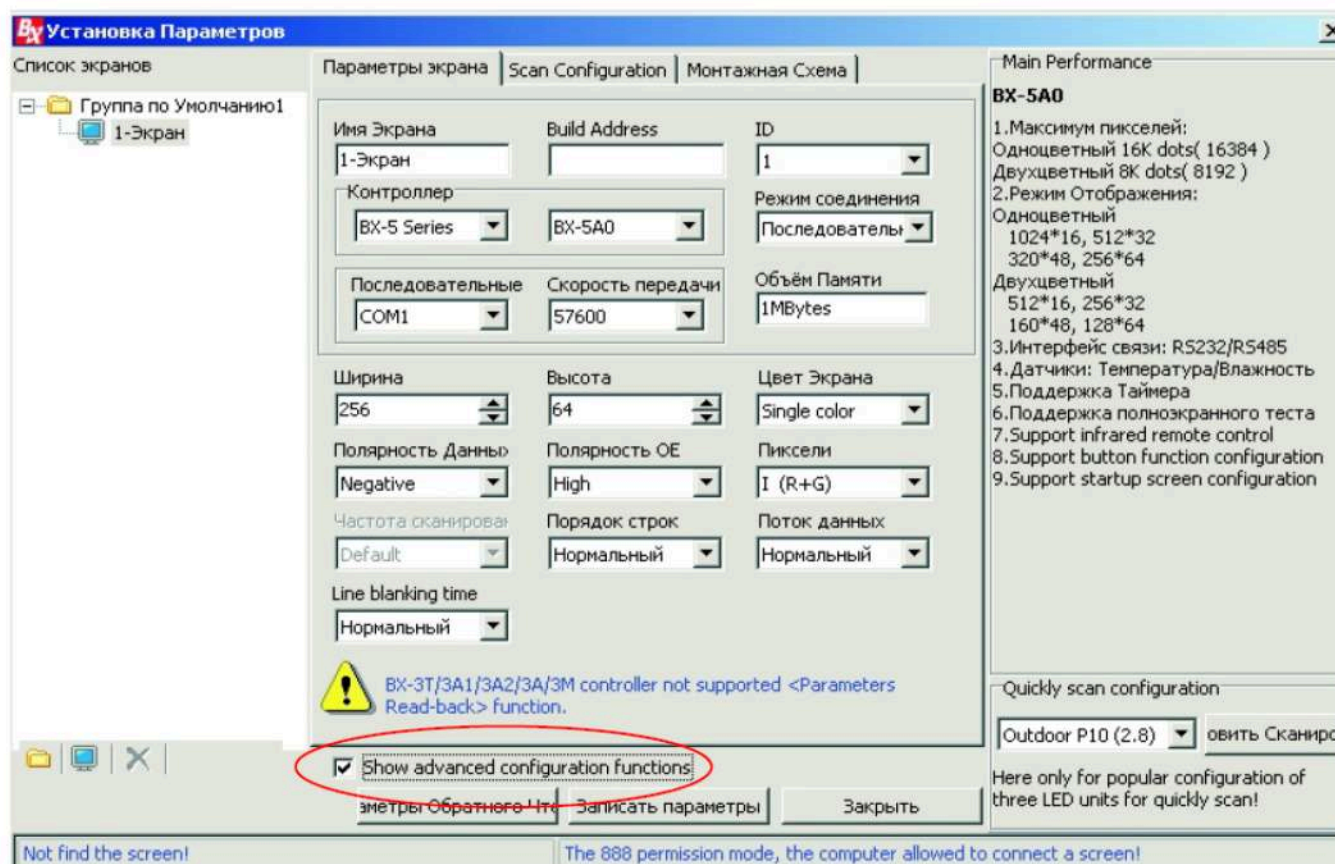 BX Установка Параметров
Список экранов
Группа по Умолчанию1
1-Экран
Параметры экрана
Scan Configuration
Монтажная Схема
Имя Экрана
Build Address
ID
1-Экран
1
Контроллер
Режим соединения
BX-5 Series
BX-5A0
Последователь
Последовательные
Скорость передачи
Объём Памяти
COM1
57600
1MBytes
Ширина
Высота
Цвет Экрана
256
64
Single color
Полярность Данных
Полярность OE
Пиксели
Negative
High
I (R+G)
Частота сканирован
Порядок строк
Поток данных
Default
Нормальный
Нормальный
Line blanking time
Нормальный
BX-3T/3A1/3A2/3A/3M controller not supported <Parameters
Read-back> function.
Show advanced configuration functions
аметры Обратного Чте
Записать параметры
Закрыть
Main Performance
BX-5A0
1.Максимум пикселей:
Одноцветный 16K dots( 16384 )
Двухцветный 8K dots( 8192 )
2.Режим Отображения:
Одноцветный
1024*16, 512*32
320*48, 256*64
Двухцветный
512*16, 256*32
160*48, 128*64
3.Интерфейс связи: RS232/RS485
4.Датчики: Температура/Влажность
5.Поддержка Таймера
6.Поддержка полноэкранного теста
7.Support infrared remote control
8.Support button function configuration
9.Support startup screen configuration
Quickly scan configuration
Outdoor P10 (2.8)
овить Сканиро
Here only for popular configuration of
three LED units for quickly scan!
Not find the screen!
The 888 permission mode, the computer allowed to connect a screen!